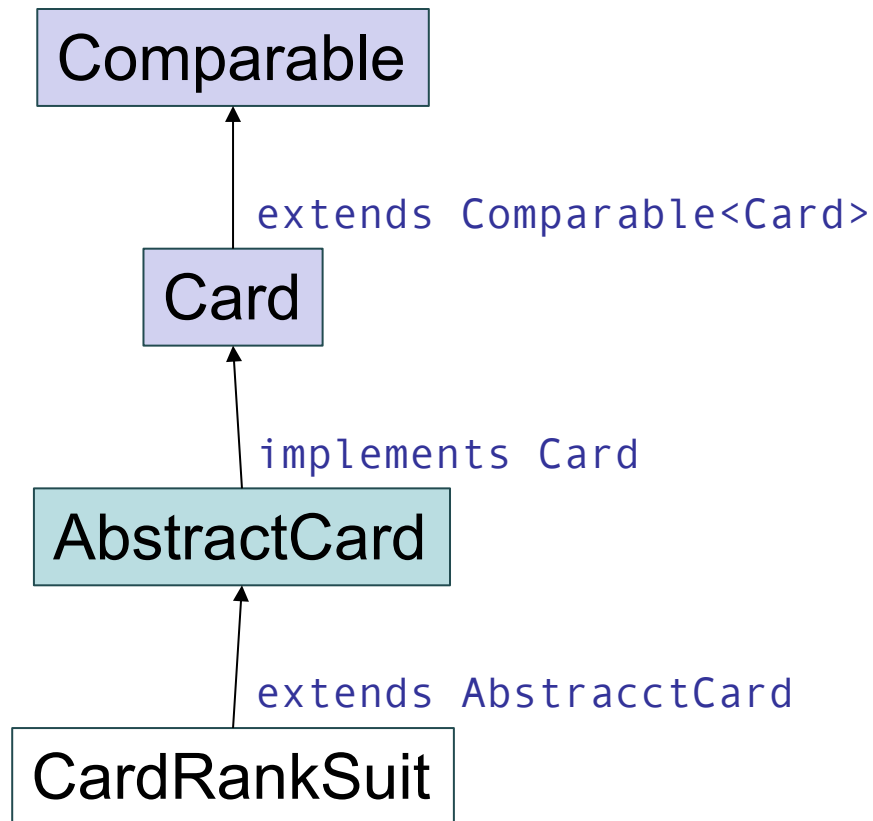 Comparable
extends Comparable<Card>
Card
implements Card
AbstractCard
extends AbstracctCard
CardRankSuit